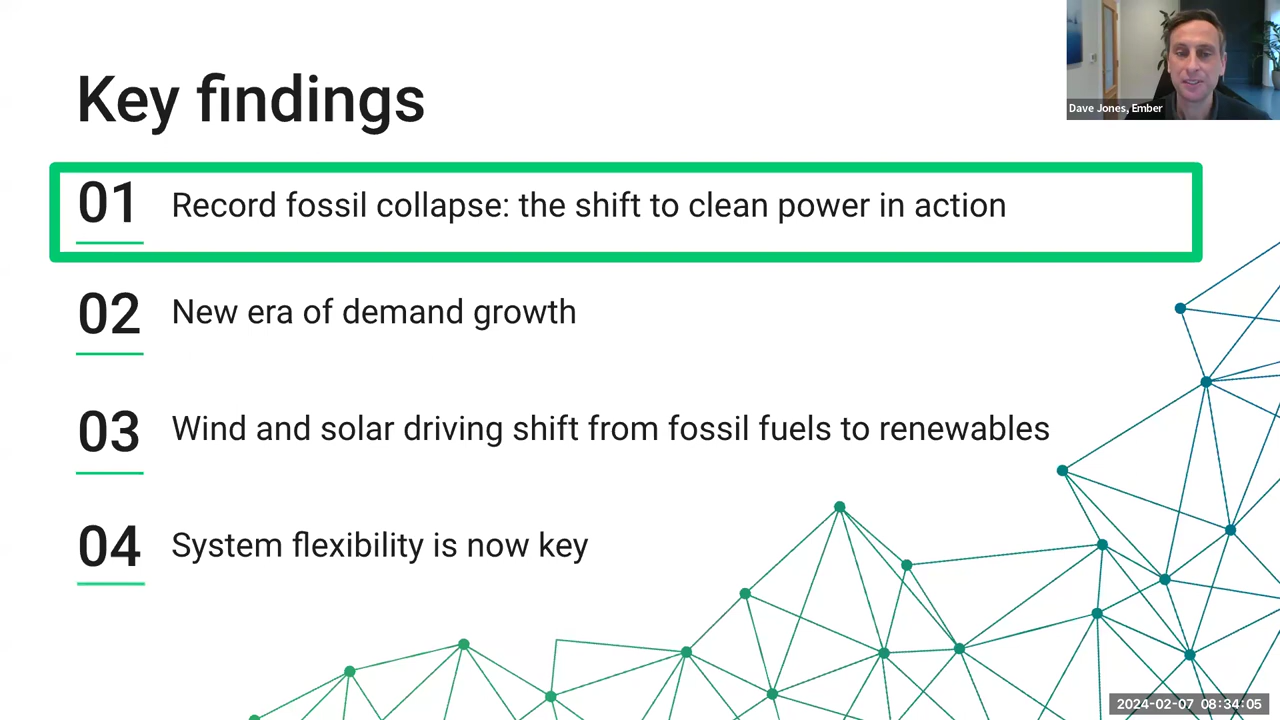 Key findings
Dave Jones, Ember
01 Record fossil collapse: the shift to clean power in action
02 New era of demand growth
03 Wind and solar driving shift from fossil fuels to renewables
04 System flexibility is now key
2024-02-07 08:34:05